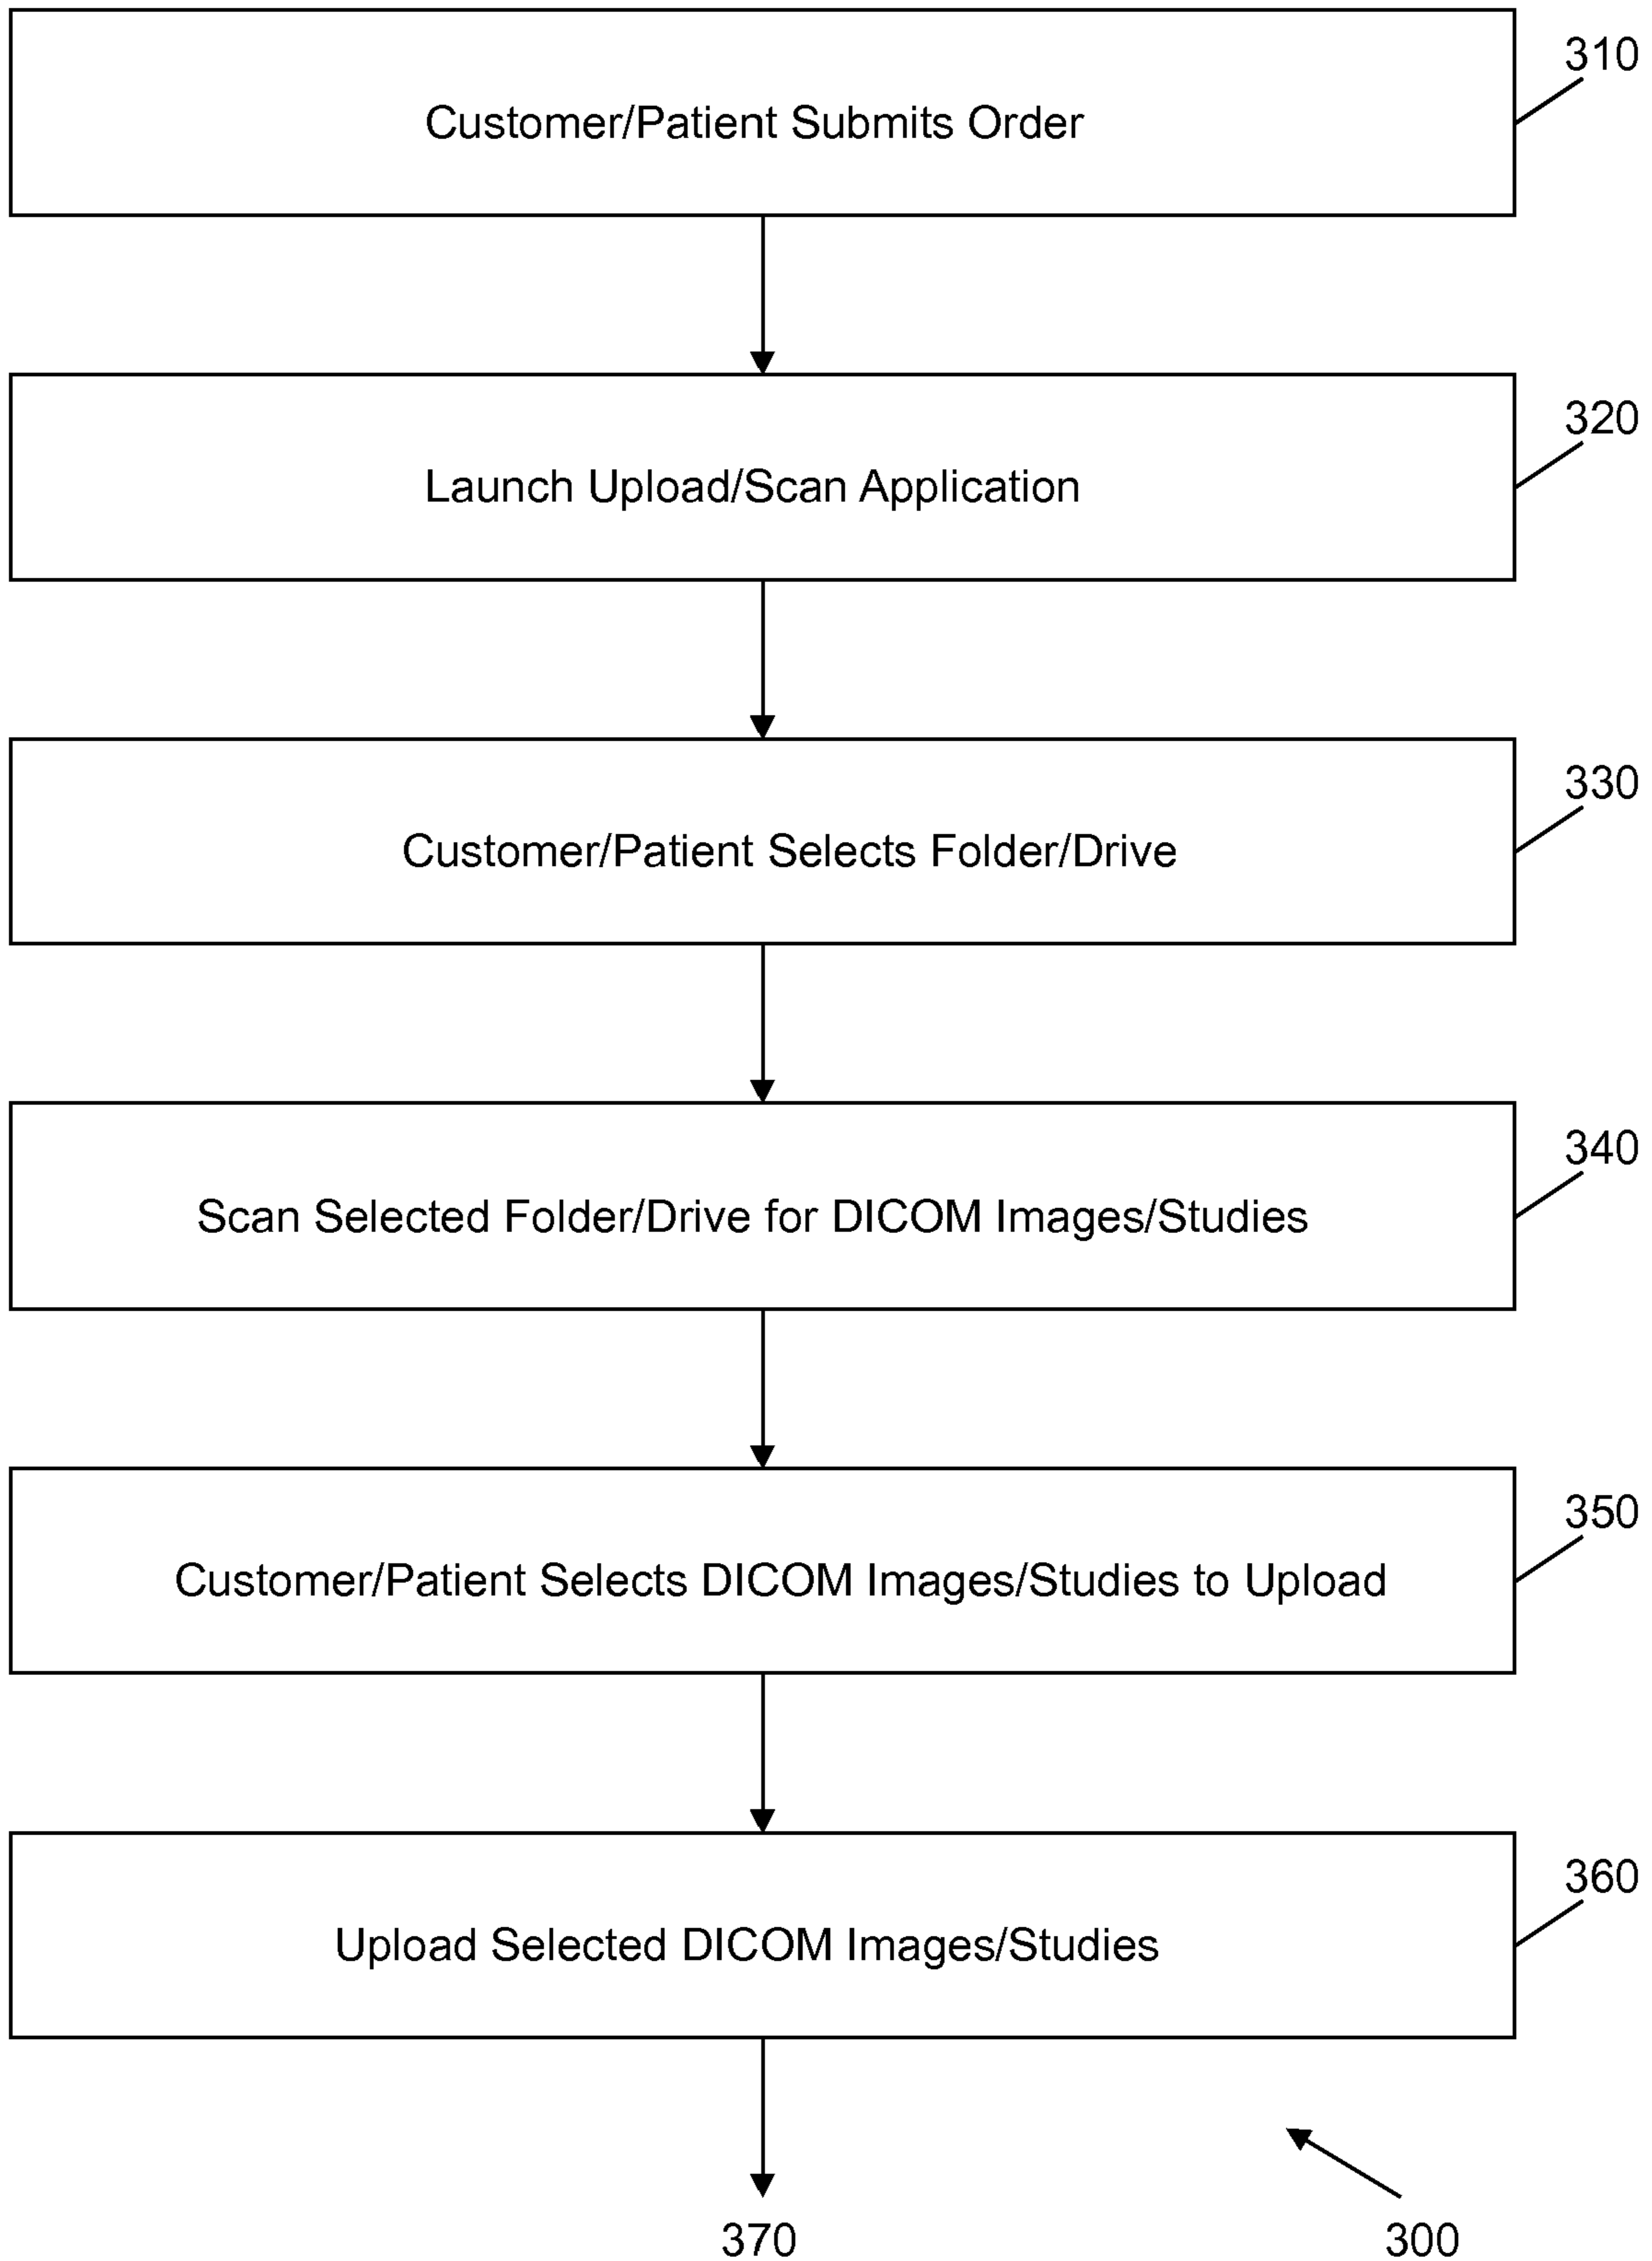 310
Customer/Patient Submits Order
320
Launch Upload/Scan Application
330
Customer/Patient Selects Folder/Drive
340
Scan Selected Folder/Drive for DICOM Images/Studies
350
Customer/Patient Selects DICOM Images/Studies to Upload
360
Upload Selected DICOM Images/Studies
370
300